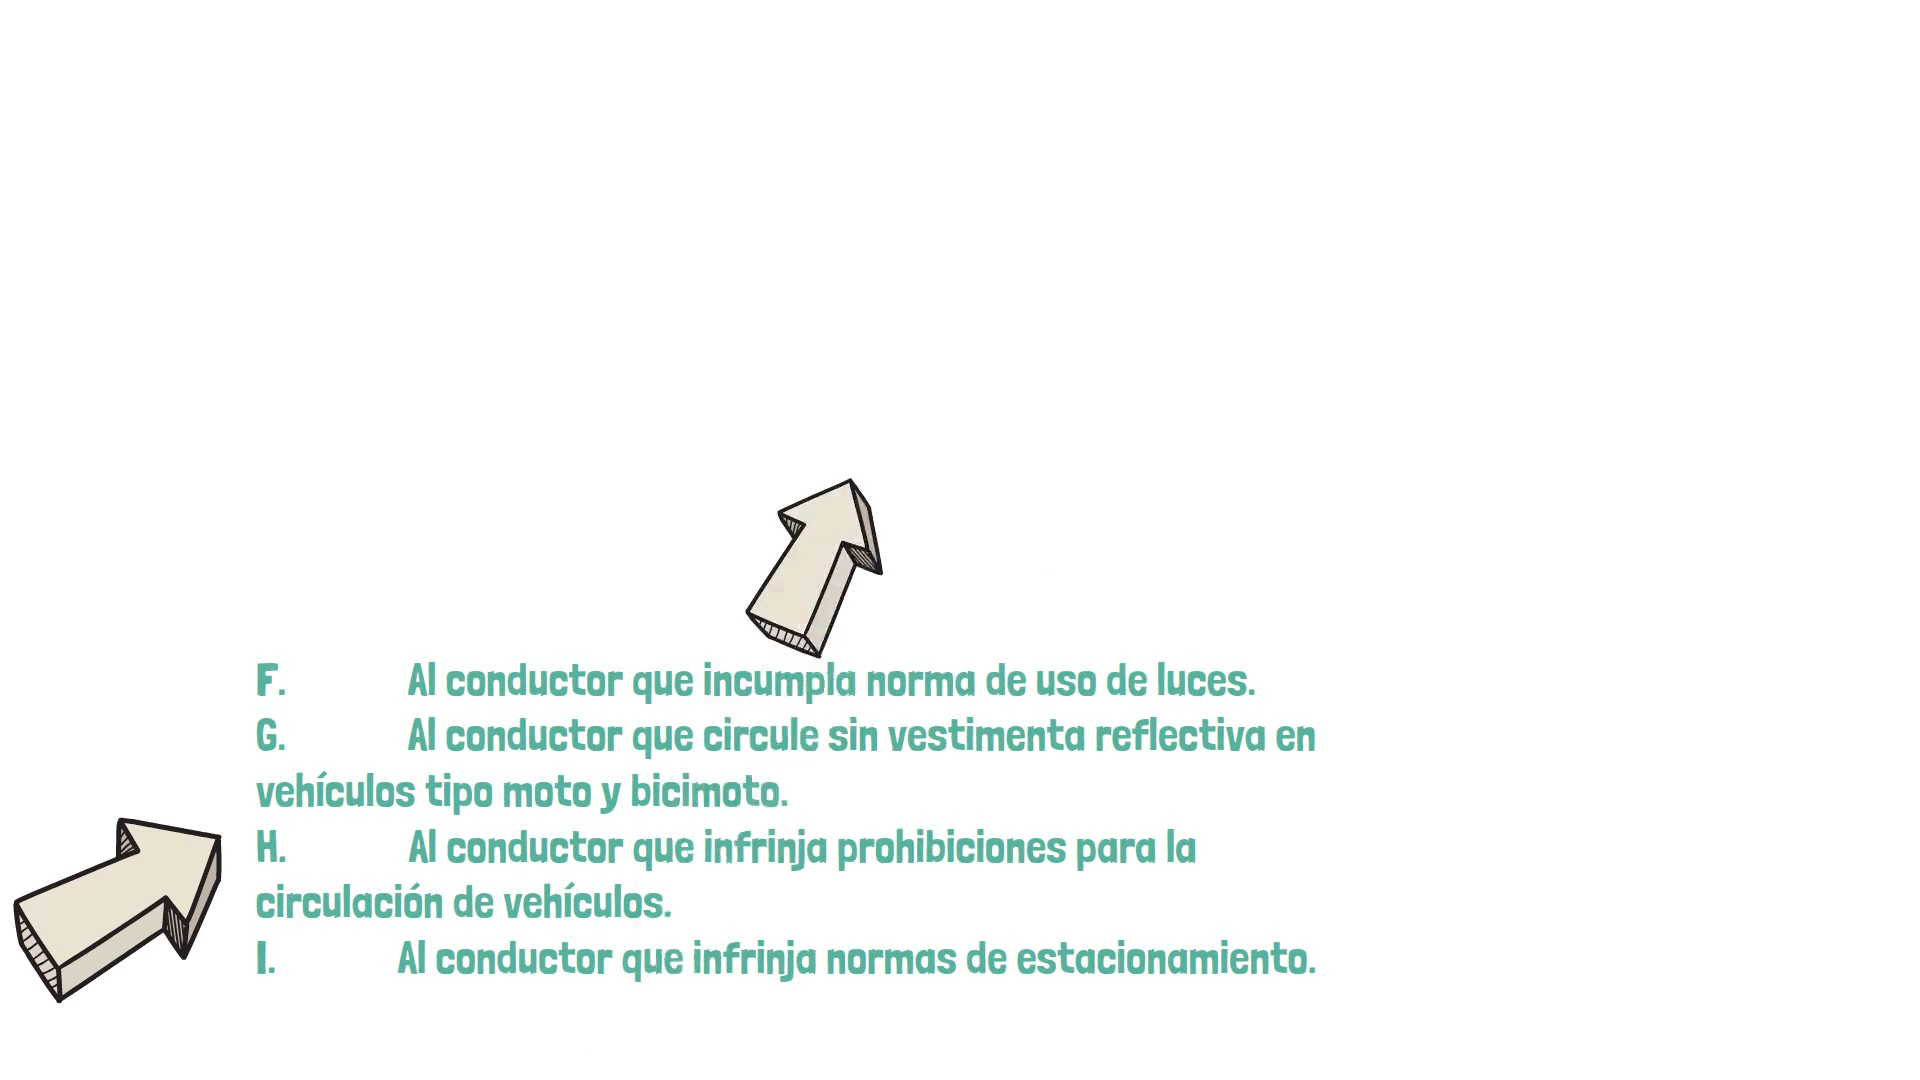 F. Al conductor que incumpla norma de uso de luces.
G. Al conductor que circule sin vestimenta reflectiva en
vehículos tipo moto y bicimoto.
H. Al conductor que infrinja prohibiciones para la
circulación de vehículos.
I. Al conductor que infrinja normas de estacionamiento.